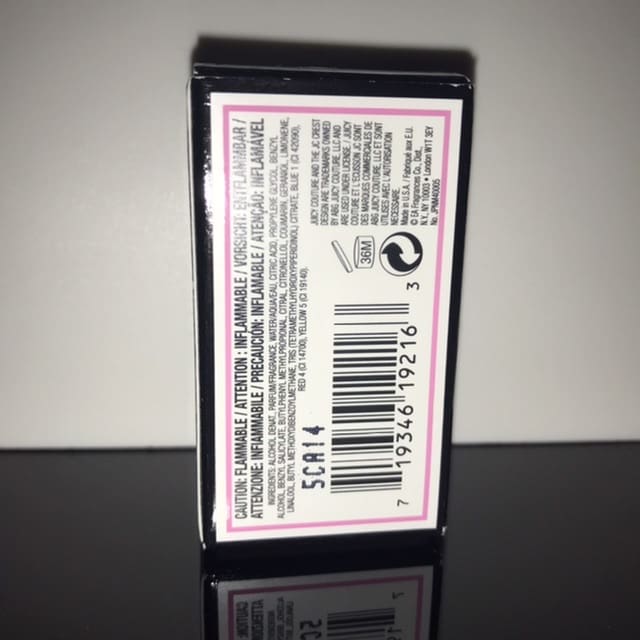 CAUTION: FLAMMABLE / ATTENTION : INFLAMMABLE / VORSICHT: ENTFLAMMBAR /
ATTENZIONE: INFIAMMABILE / PRECAUCIÓN: INFLAMABLE / ATENÇÃO: INFLAMÁVEL
INGREDIENTS: ALCOHOL DENAT., PARFUM/FRAGRANCE, WATER/AQUA/EAU, CITRIC ACID, PROPYLENE GLYCOL, BENZYL
ALCOHOL, BENZYL SALICYLATE, BUTYLPHENYL METHYLPROPIONAL, CITRAL, CITRONELLOL, COUMARIN, GERANIOL, LIMONENE,
LINALOOL, BUTYL METHOXYDIBENZOYLMETHANE, TRIS (TETRAMETHYLHYDROXYPIPERIDINOL) CITRATE, BLUE 1 (CI 42090),
RED 4 (CI 14700), YELLOW 5 (CI 19140).
5CA14
7 19346 19216 3
36M
JUICY COUTURE AND THE JC CREST
DESIGN ARE TRADEMARKS OWNED
BY ABG JUICY COUTURE, LLC AND
ARE USED UNDER LICENSE. / JUICY
COUTURE ET L'ECUSSON JC SONT
DES MARQUES COMMERCIALES DE
ABG JUICY COUTURE, LLC ET SONT
UTILISÉES AVEC L'AUTORISATION
NÉCESSAIRE.
Made in U.S.A. / Fabriqué aux É.U.
© EA Fragrances Co., Dist.,
N.Y., NY 10003 • London W1T 3EY
No. JPNM40005